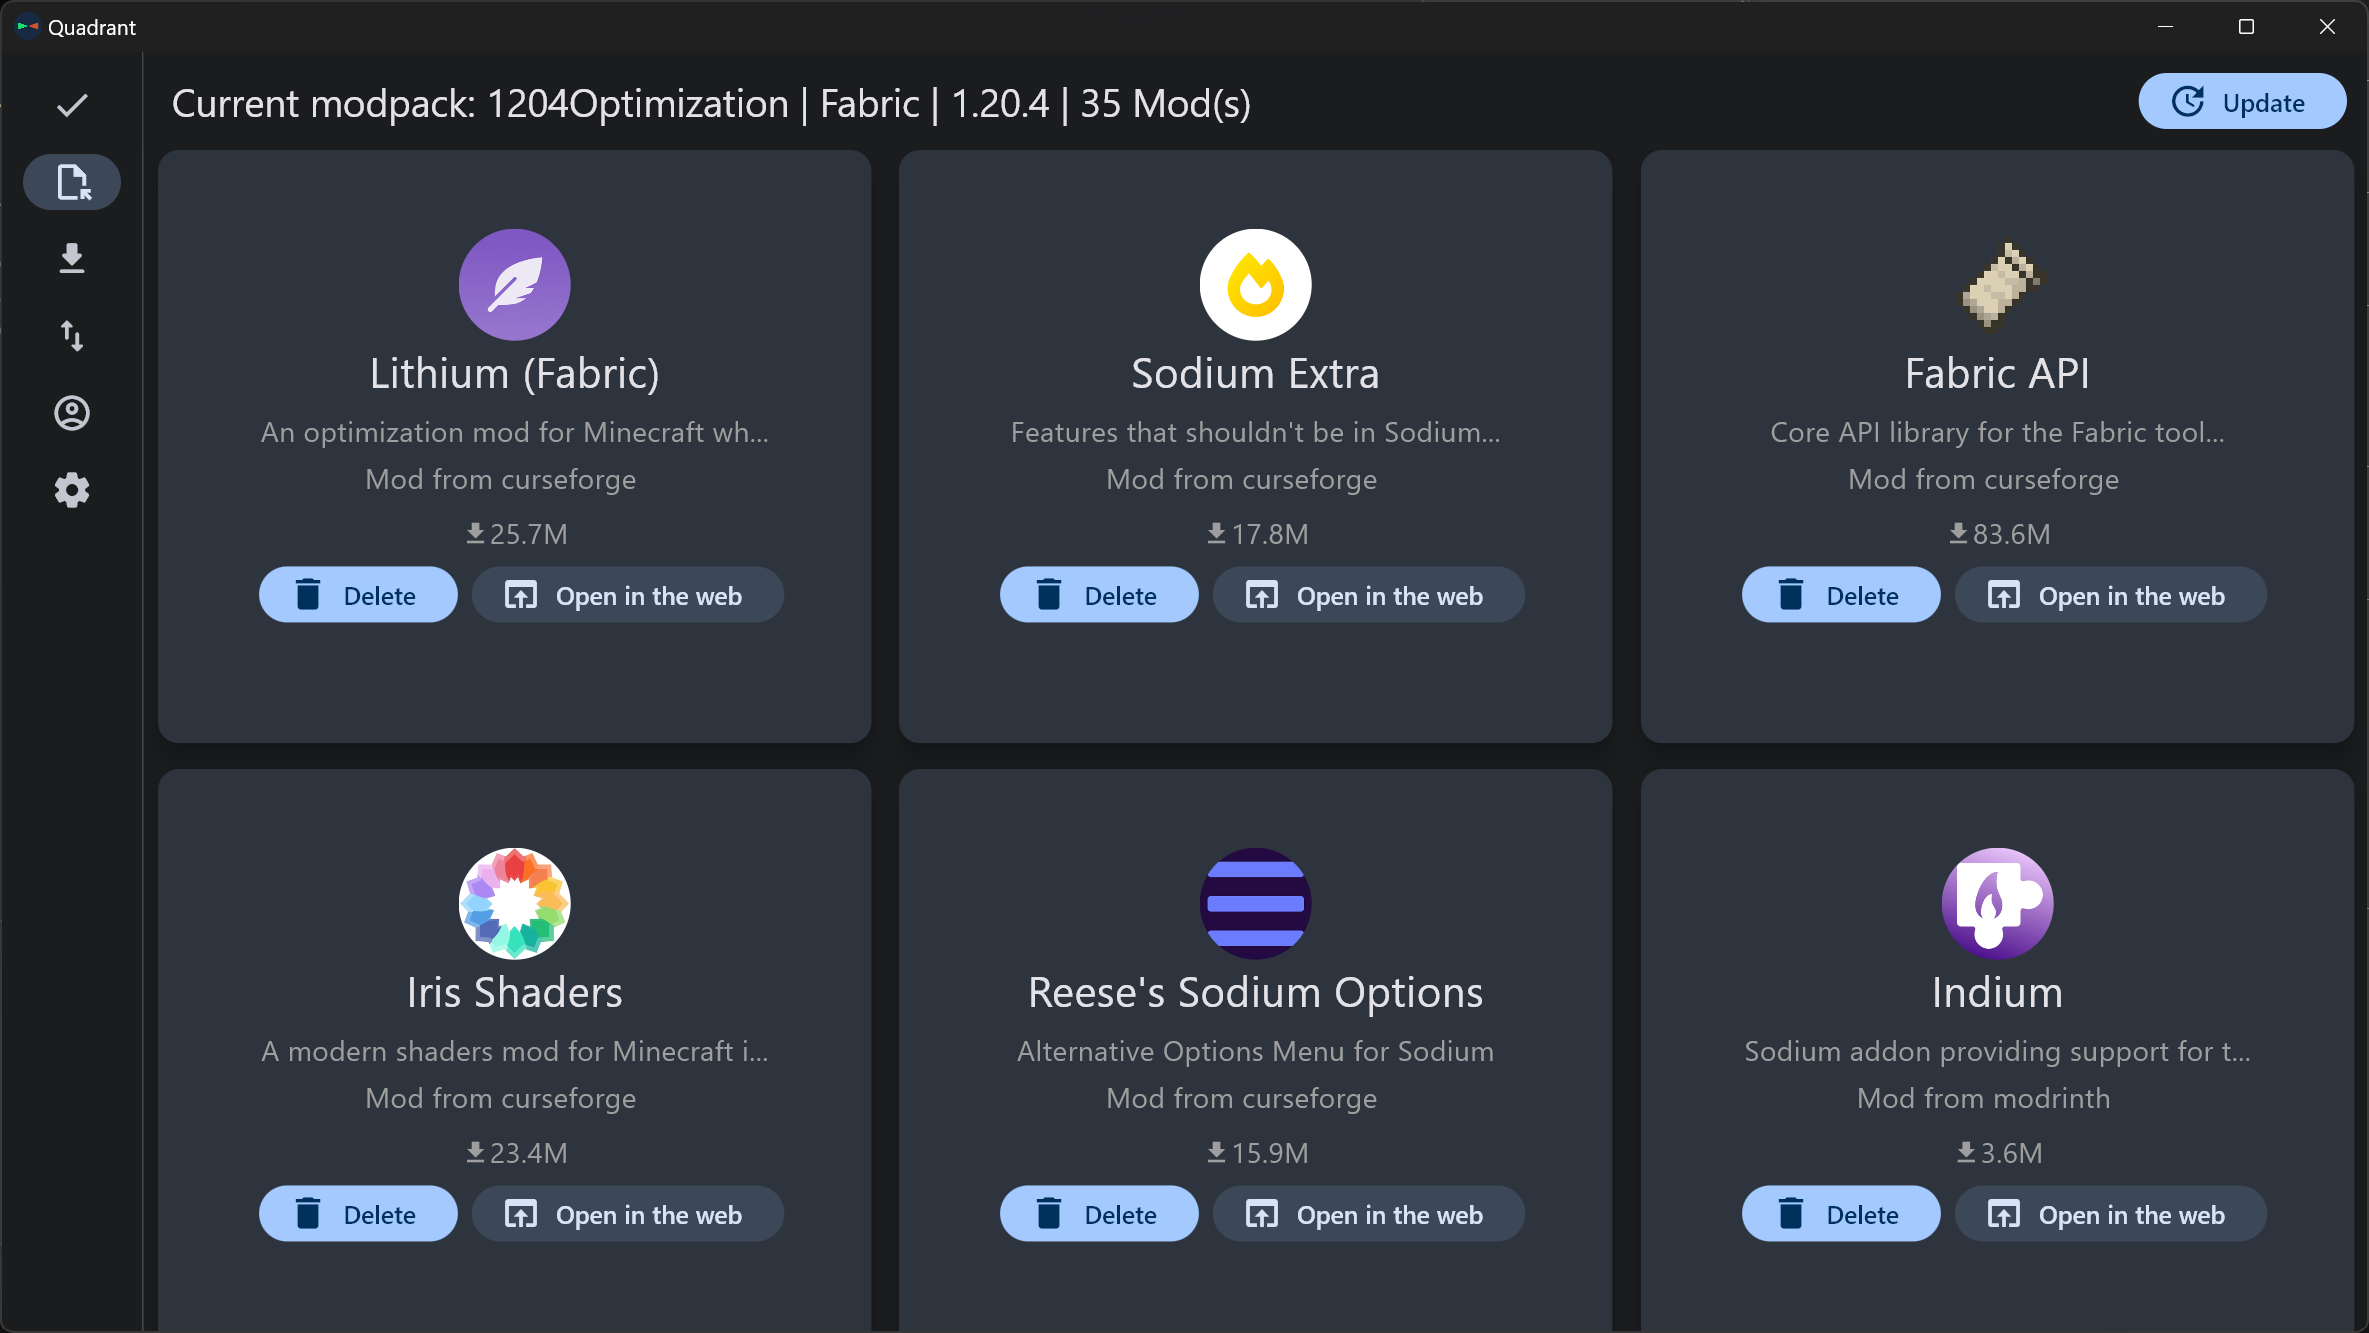 Quadrant
Current modpack: 1204Optimization | Fabric | 1.20.4 | 35 Mod(s)
Update
Lithium (Fabric)
An optimization mod for Minecraft wh...
Mod from curseforge
25.7M
Delete
Open in the web
Sodium Extra
Features that shouldn't be in Sodium...
Mod from curseforge
17.8M
Delete
Open in the web
Fabric API
Core API library for the Fabric tool...
Mod from curseforge
83.6M
Delete
Open in the web
Iris Shaders
A modern shaders mod for Minecraft i...
Mod from curseforge
23.4M
Delete
Open in the web
Reese's Sodium Options
Alternative Options Menu for Sodium
Mod from curseforge
15.9M
Delete
Open in the web
Indium
Sodium addon providing support for t...
Mod from modrinth
3.6M
Delete
Open in the web